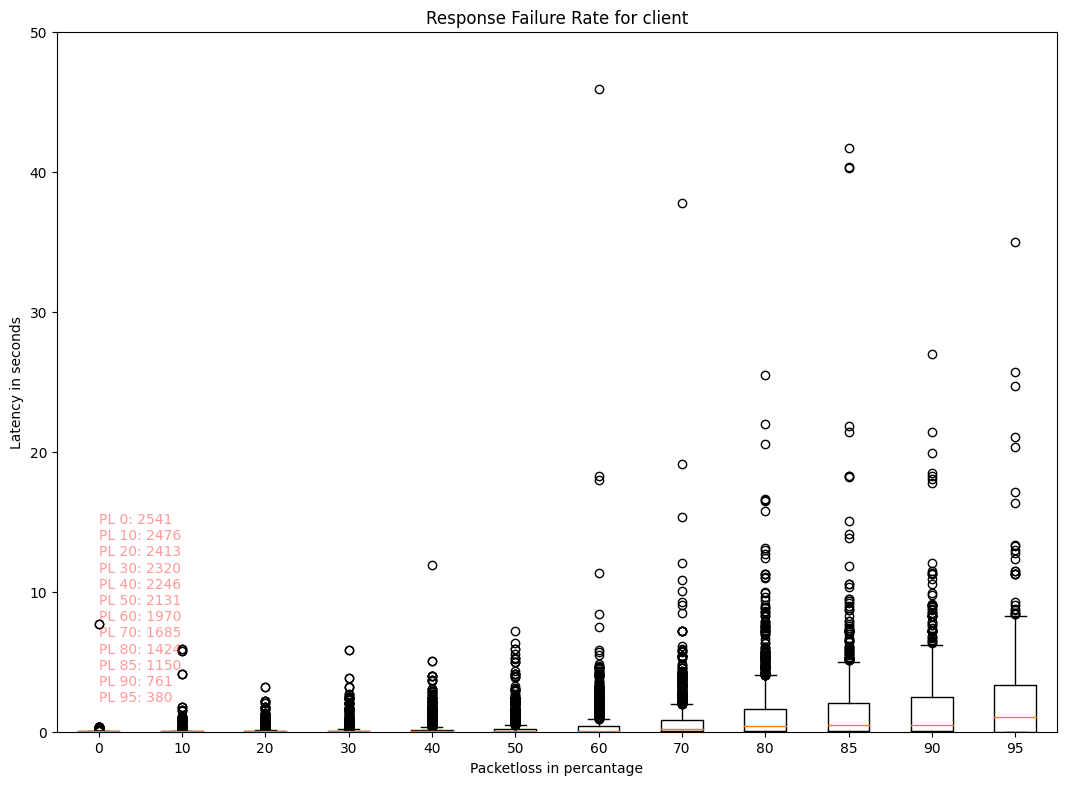 Response Failure Rate for client
50
40
30
20
10
0
Latency in seconds
PL 0: 2541
PL 10: 2476
PL 20: 2413
PL 30: 2320
PL 40: 2246
PL 50: 2131
PL 60: 1970
PL 70: 1685
PL 80: 1424
PL 85: 1150
PL 90: 761
PL 95: 380
0 10 20 30 40 50 60 70 80 85 90 95
Packetloss in percantage